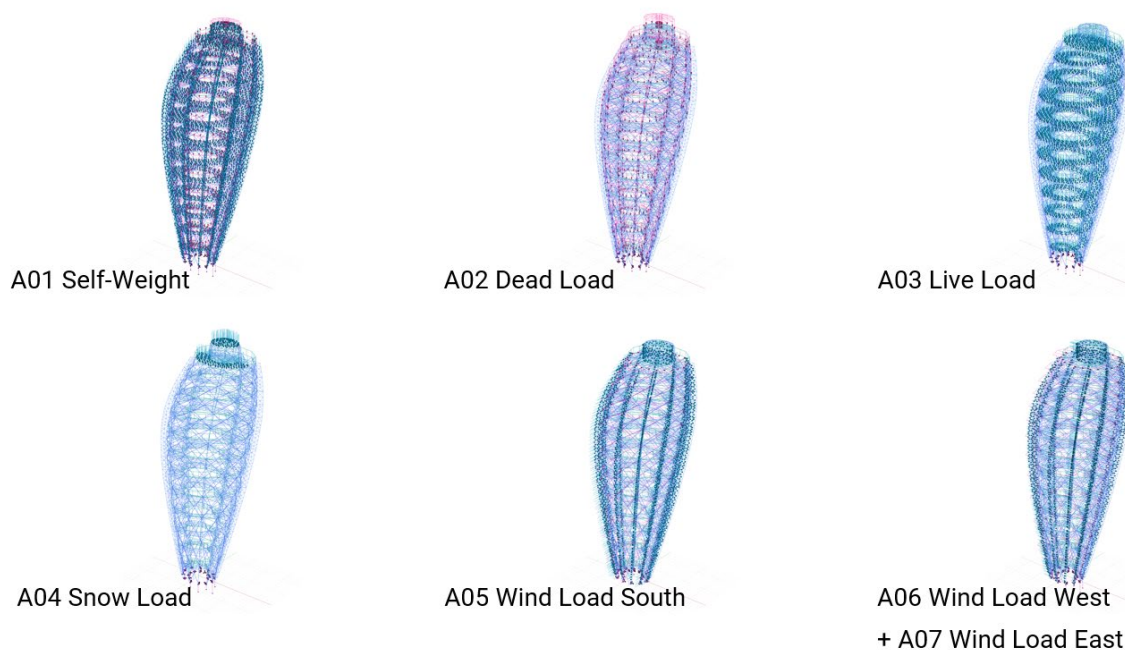 A01 Self-Weight
A02 Dead Load
A03 Live Load
A04 Snow Load
A05 Wind Load South
A06 Wind Load West
+ A07 Wind Load East